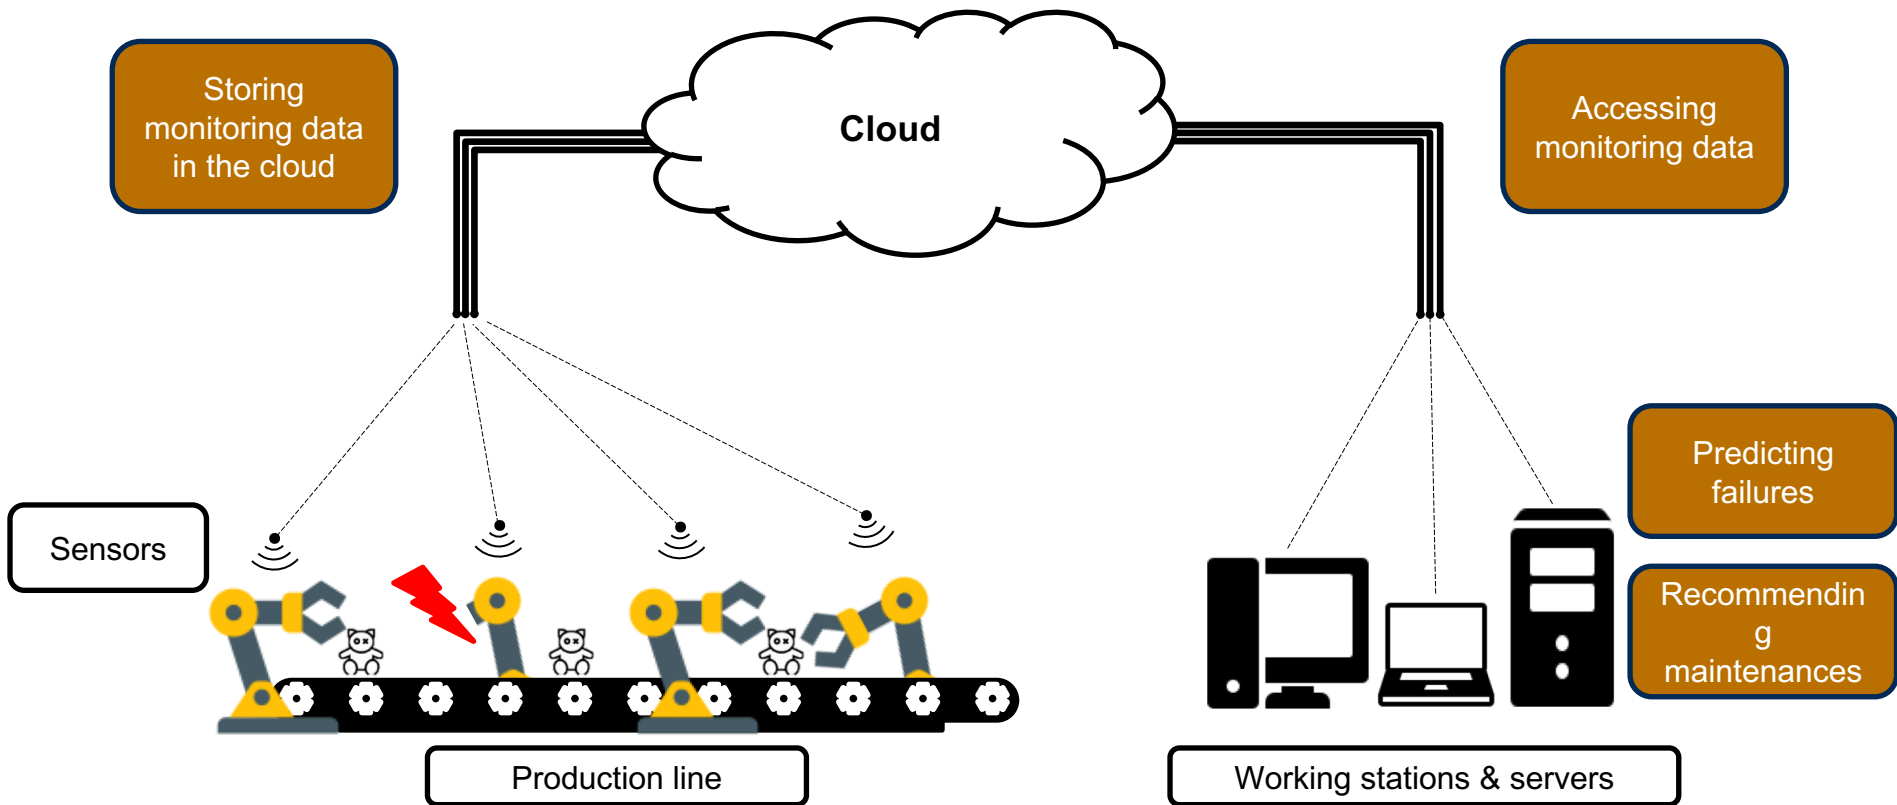 Storing
monitoring data
in the cloud
Cloud
Accessing
monitoring data
Sensors
Predicting
failures
Recommendin
g
maintenances
Production line
Working stations & servers